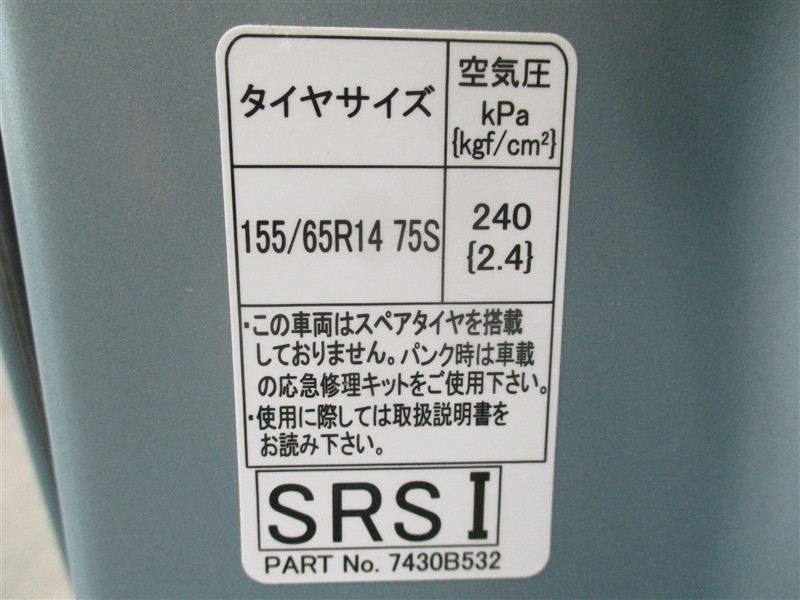 タイヤサイズ
空気圧
kPa
{kgf/cm²}
155/65R14 75S
240
{2.4}
・この車両はスペアタイヤを搭載
しておりません。パンク時は車載
の応急修理キットをご使用下さい。
・使用に際しては取扱説明書を
お読み下さい。
SRS I
PART No. 7430B532